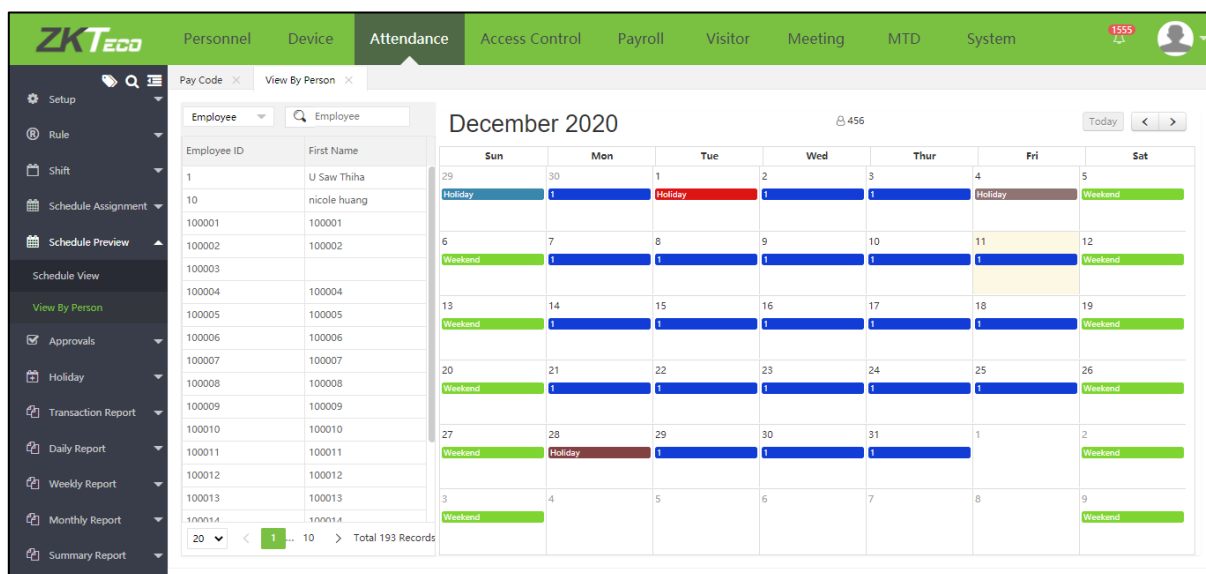 ZKTECO Personnel Device Attendance Access Control Payroll Visitor Meeting MTD System 1555
Pay Code View By Person
Setup
Rule
Shift
Schedule Assignment
Schedule Preview
Schedule View
View By Person
Approvals
Holiday
Transaction Report
Daily Report
Weekly Report
Monthly Report
Summary Report
Employee Employee
Employee ID First Name
1 U Saw Thiha
10 nicole huang
100001 100001
100002 100002
100003
100004 100004
100005 100005
100006 100006
100007 100007
100008 100008
100009 100009
100010 100010
100011 100011
100012 100012
100013 100013
100014 100014
20 < 1 ... 10 > Total 193 Records
December 2020 456 Today < >
Sun Mon Tue Wed Thur Fri Sat
29 30 1 2 3 4 5
Holiday 1 Holiday 1 1 Holiday Weekend
6 7 8 9 10 11 12
Weekend 1 1 1 1 1 Weekend
13 14 15 16 17 18 19
Weekend 1 1 1 1 1 Weekend
20 21 22 23 24 25 26
Weekend 1 1 1 1 1 Weekend
27 28 29 30 31 1 2
Weekend Holiday 1 1 1 Weekend
3 4 5 6 7 8 9
Weekend Weekend